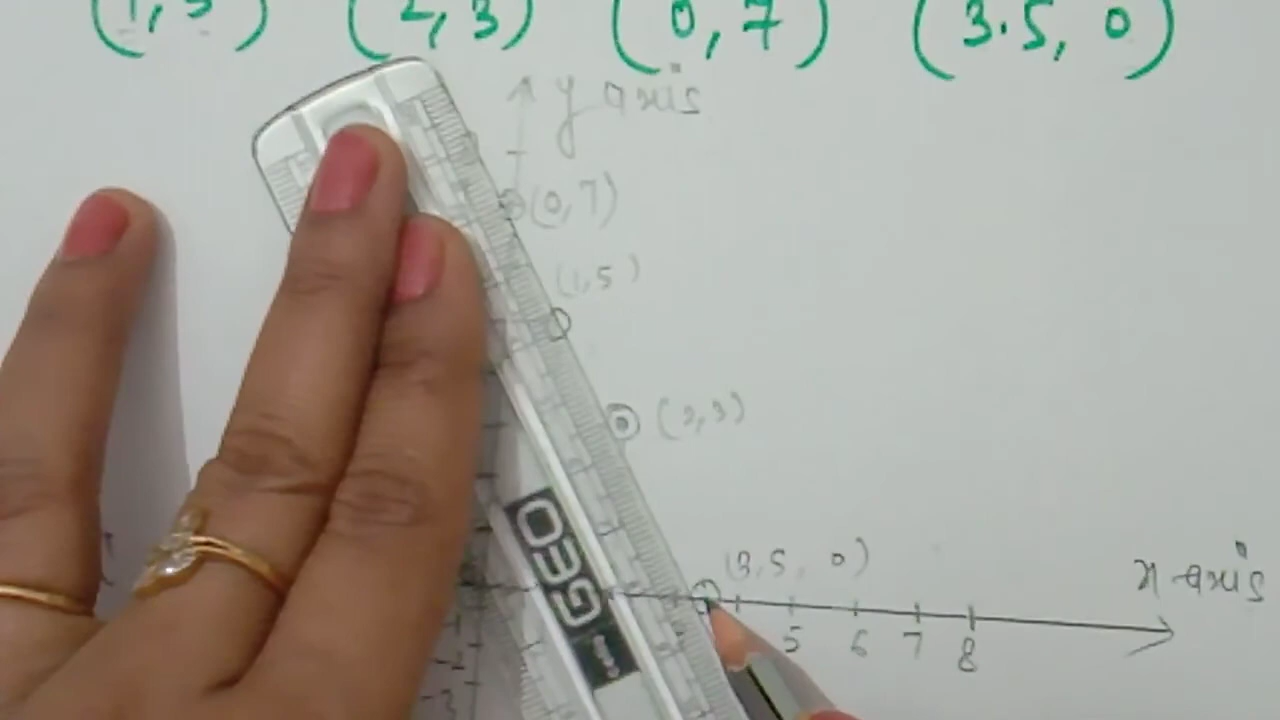 (1,5) (2,3) (0,7) (3.5, 0)
y axis
(0,7)
(1,5)
(2,3)
GEO
(3.5, 0)
x-axis
5 6 7 8